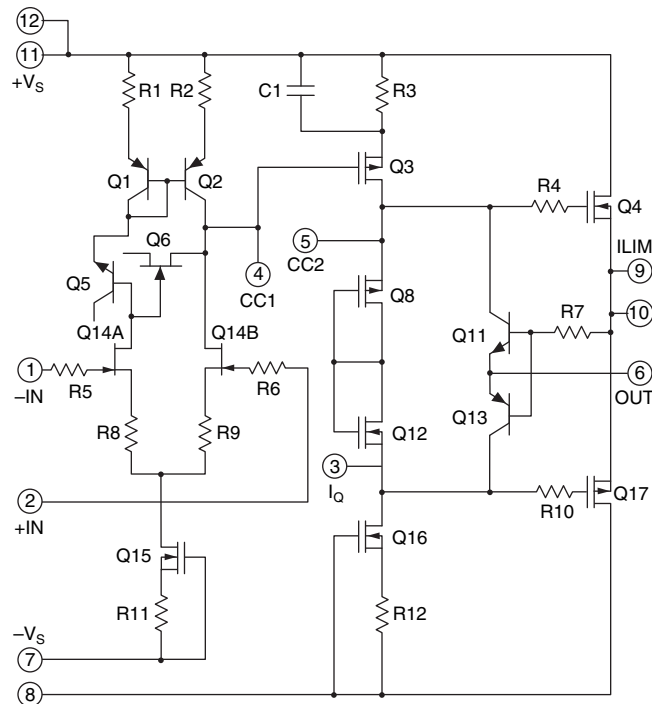 12
11
+VS
R1
R2
C1
R3
Q1
Q2
Q3
R4
Q4
Q6
5
CC2
ILIM
9
Q5
4
CC1
Q8
10
Q14A
Q14B
Q11
R7
1
–IN
R5
R6
6
OUT
R8
R9
Q13
Q12
3
IQ
2
+IN
R10
Q17
Q15
Q16
R11
R12
–VS
7
8